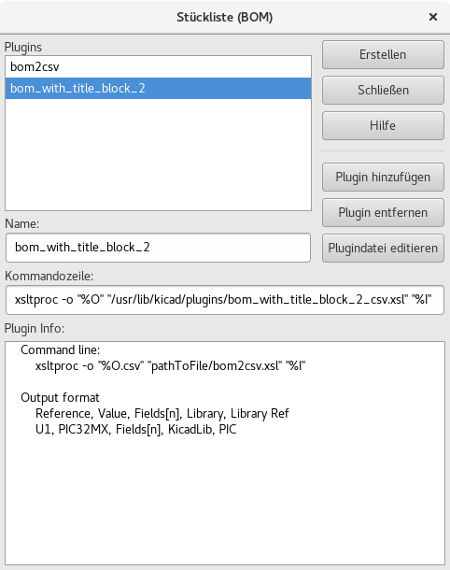 Stückliste (BOM)
Plugins
bom2csv
bom_with_title_block_2
Erstellen
Schließen
Hilfe
Plugin hinzufügen
Plugin entfernen
Plugindatei editieren
Name:
bom_with_title_block_2
Kommandozeile:
xsltproc -o "%O" "/usr/lib/kicad/plugins/bom_with_title_block_2_csv.xsl" "%I"
Plugin Info:
Command line:
xsltproc -o "%O.csv" "pathToFile/bom2csv.xsl" "%I"
Output format
Reference, Value, Fields[n], Library, Library Ref
U1, PIC32MX, Fields[n], KicadLib, PIC